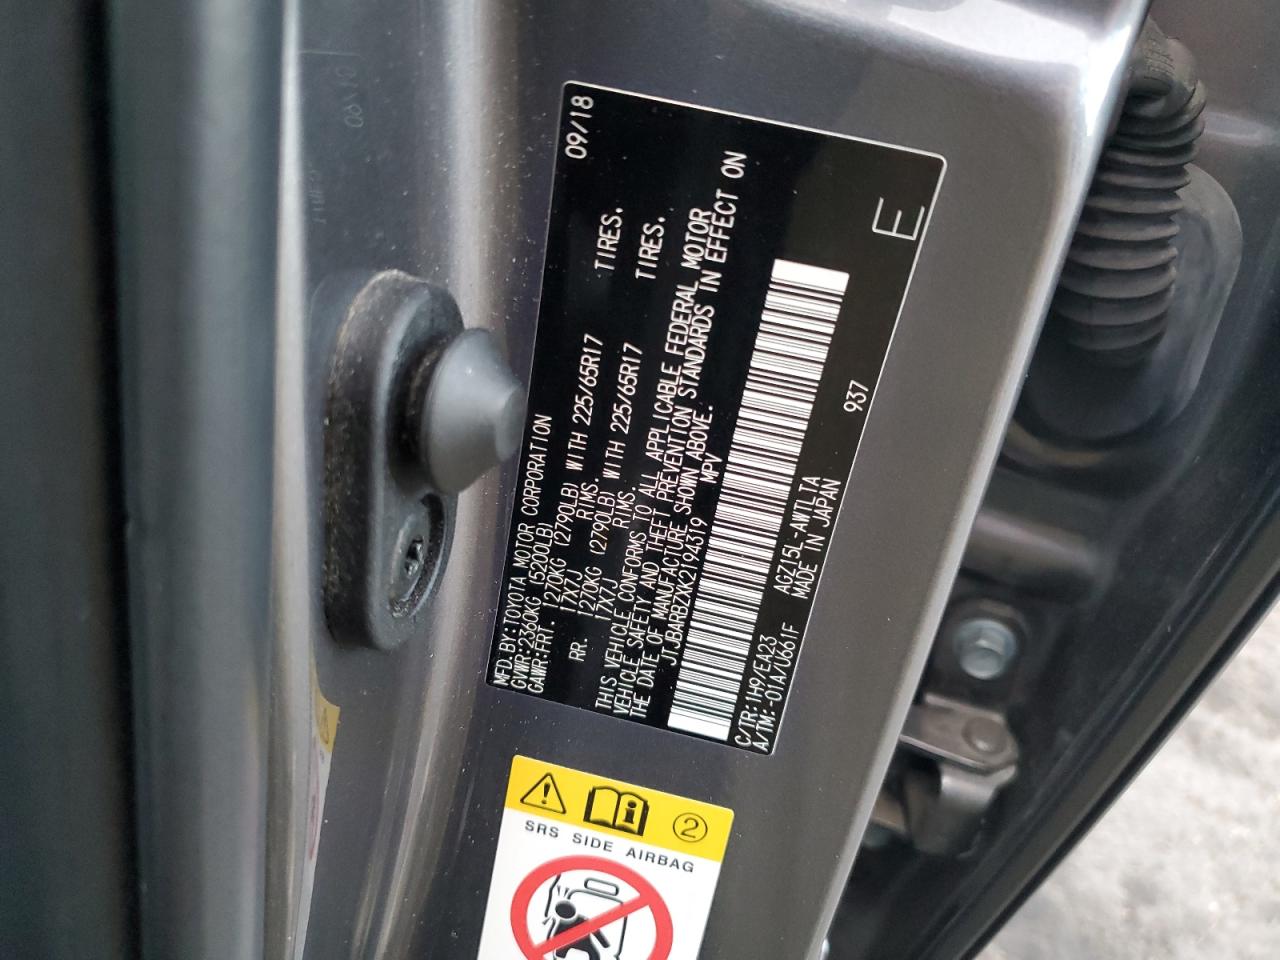 MFD.BY:TOYOTA MOTOR CORPORATION 09/18
GVWR:2360KG (5200LB)
GAWR:FRT. 1270KG (2790LB) WITH 225/65R17 TIRES.
17X7J RIMS.
RR. 1270KG (2790LB) WITH 225/65R17 TIRES.
17X7J RIMS.
THIS VEHICLE CONFORMS TO ALL APPLICABLE FEDERAL MOTOR
VEHICLE SAFETY AND THEFT PREVENTION STANDARDS IN EFFECT ON
THE DATE OF MANUFACTURE SHOWN ABOVE.
JTJBARBZXK2194319 MPV
C/TR:1H9/EA23 AGZ15L-AWTLTA 937
A/TM:-01A/U661F MADE IN JAPAN
E
2
SRS SIDE AIRBAG